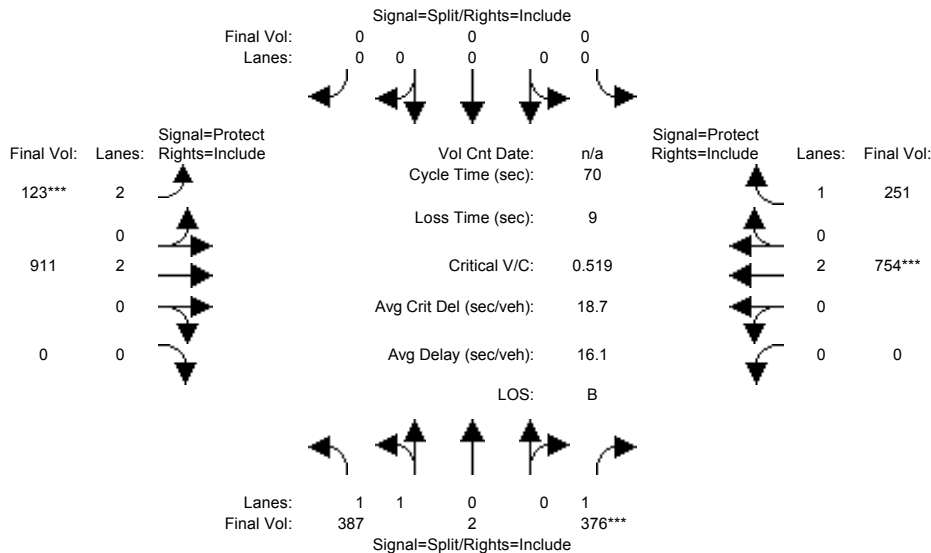 Signal=Split/Rights=Include
Final Vol: 0 0 0
Lanes: 0 0 0 0 0
Signal=Protect Signal=Protect
Final Vol: Lanes: Rights=Include Vol Cnt Date: n/a Rights=Include Lanes: Final Vol:
Cycle Time (sec): 70
123*** 2 1 251
Loss Time (sec): 9
0 0
911 2 Critical V/C: 0.519 2 754***
0 Avg Crit Del (sec/veh): 18.7 0
0 0 Avg Delay (sec/veh): 16.1 0 0
LOS: B
Lanes: 1 1 0 0 1
Final Vol: 387 2 376***
Signal=Split/Rights=Include